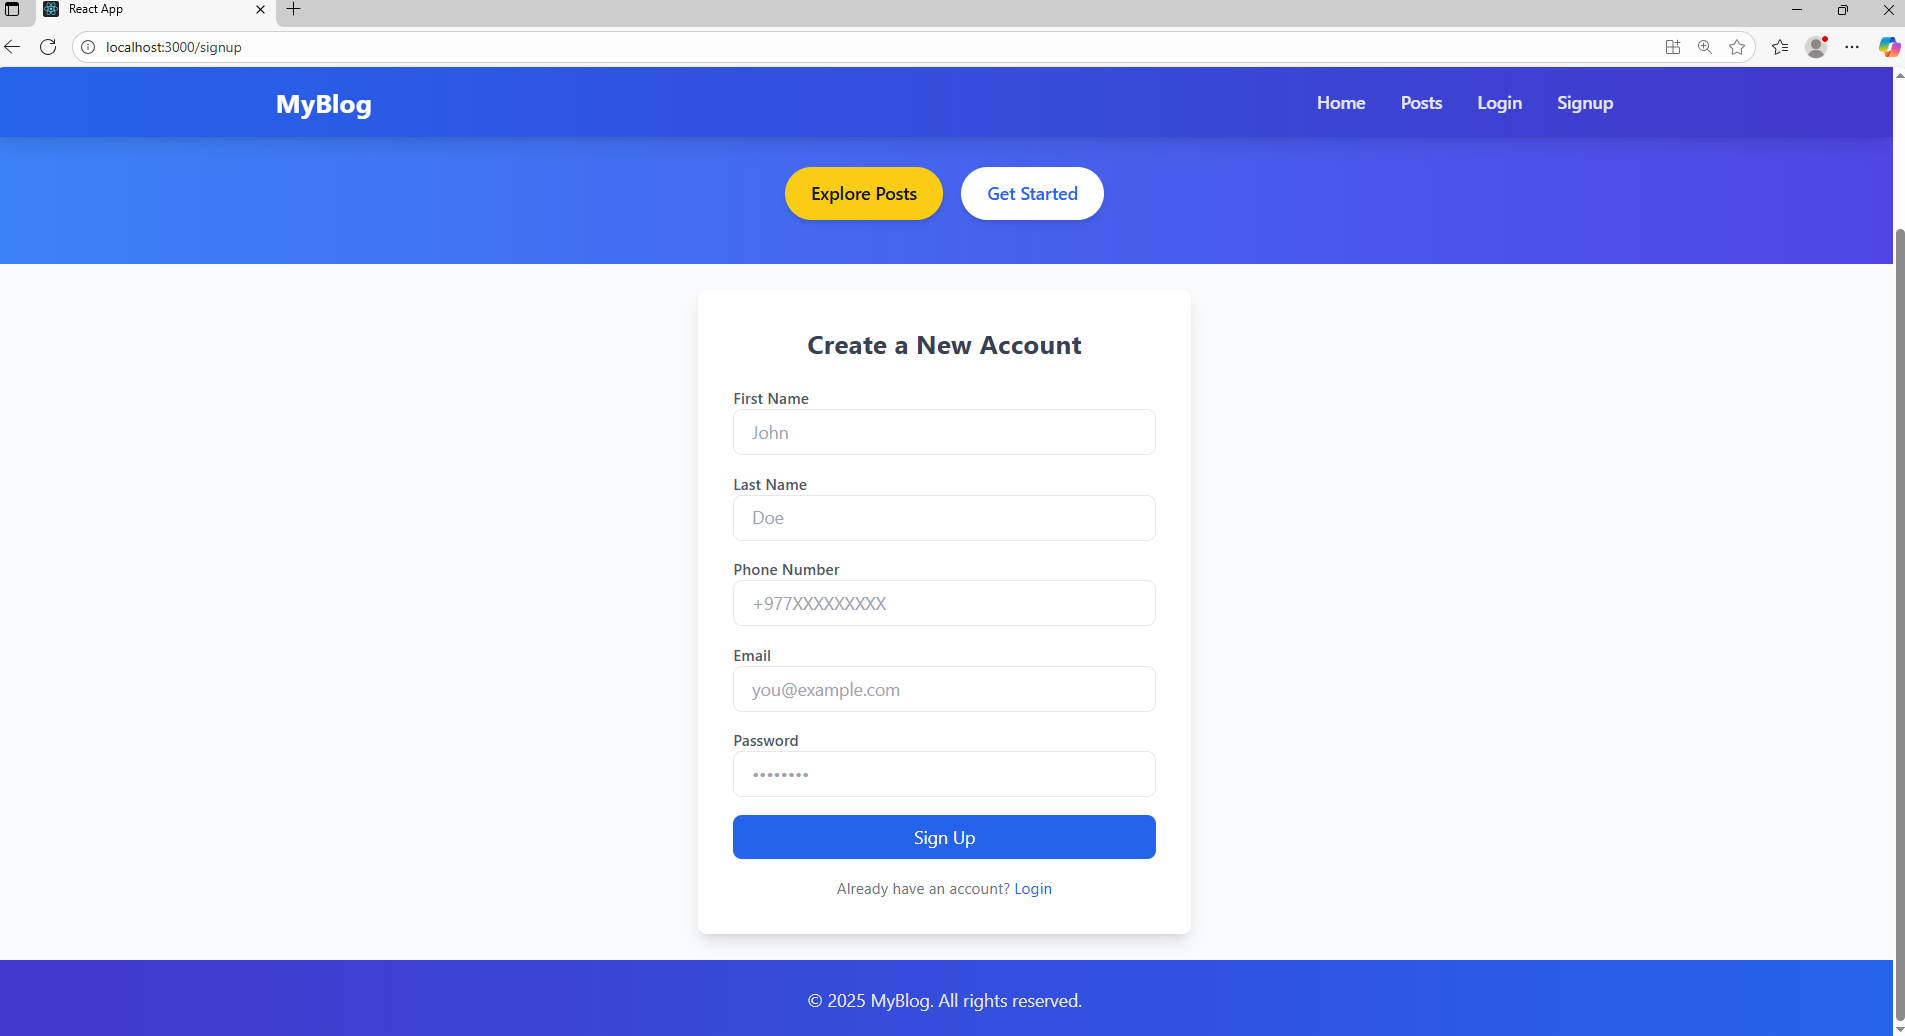 React App
localhost:3000/signup
MyBlog
Home Posts Login Signup
Explore Posts Get Started
Create a New Account
First Name
John
Last Name
Doe
Phone Number
+977XXXXXXXXX
Email
you@example.com
Password
••••••••
Sign Up
Already have an account? Login
© 2025 MyBlog. All rights reserved.